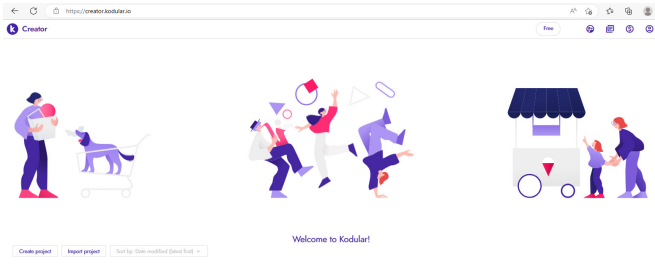 https://creator.kodular.io
Creator
Free
Welcome to Kodular!
Create project
Import project
Sort by: Date modified (latest first)